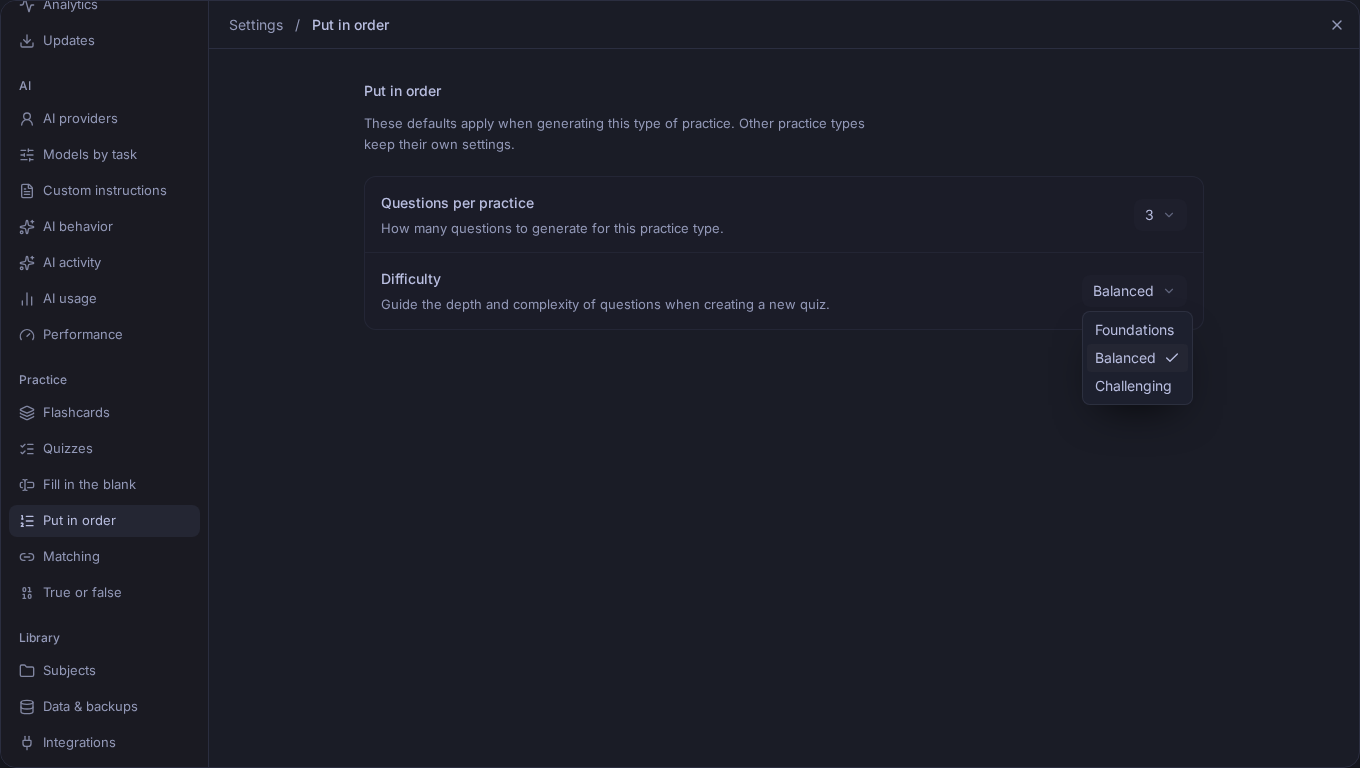 Analytics
Updates
AI
AI providers
Models by task
Custom instructions
AI behavior
AI activity
AI usage
Performance
Practice
Flashcards
Quizzes
Fill in the blank
Put in order
Matching
True or false
Library
Subjects
Data & backups
Integrations
Settings / Put in order
Put in order
These defaults apply when generating this type of practice. Other practice types
keep their own settings.
Questions per practice
How many questions to generate for this practice type.
3
Difficulty
Guide the depth and complexity of questions when creating a new quiz.
Balanced
Foundations
Balanced
Challenging